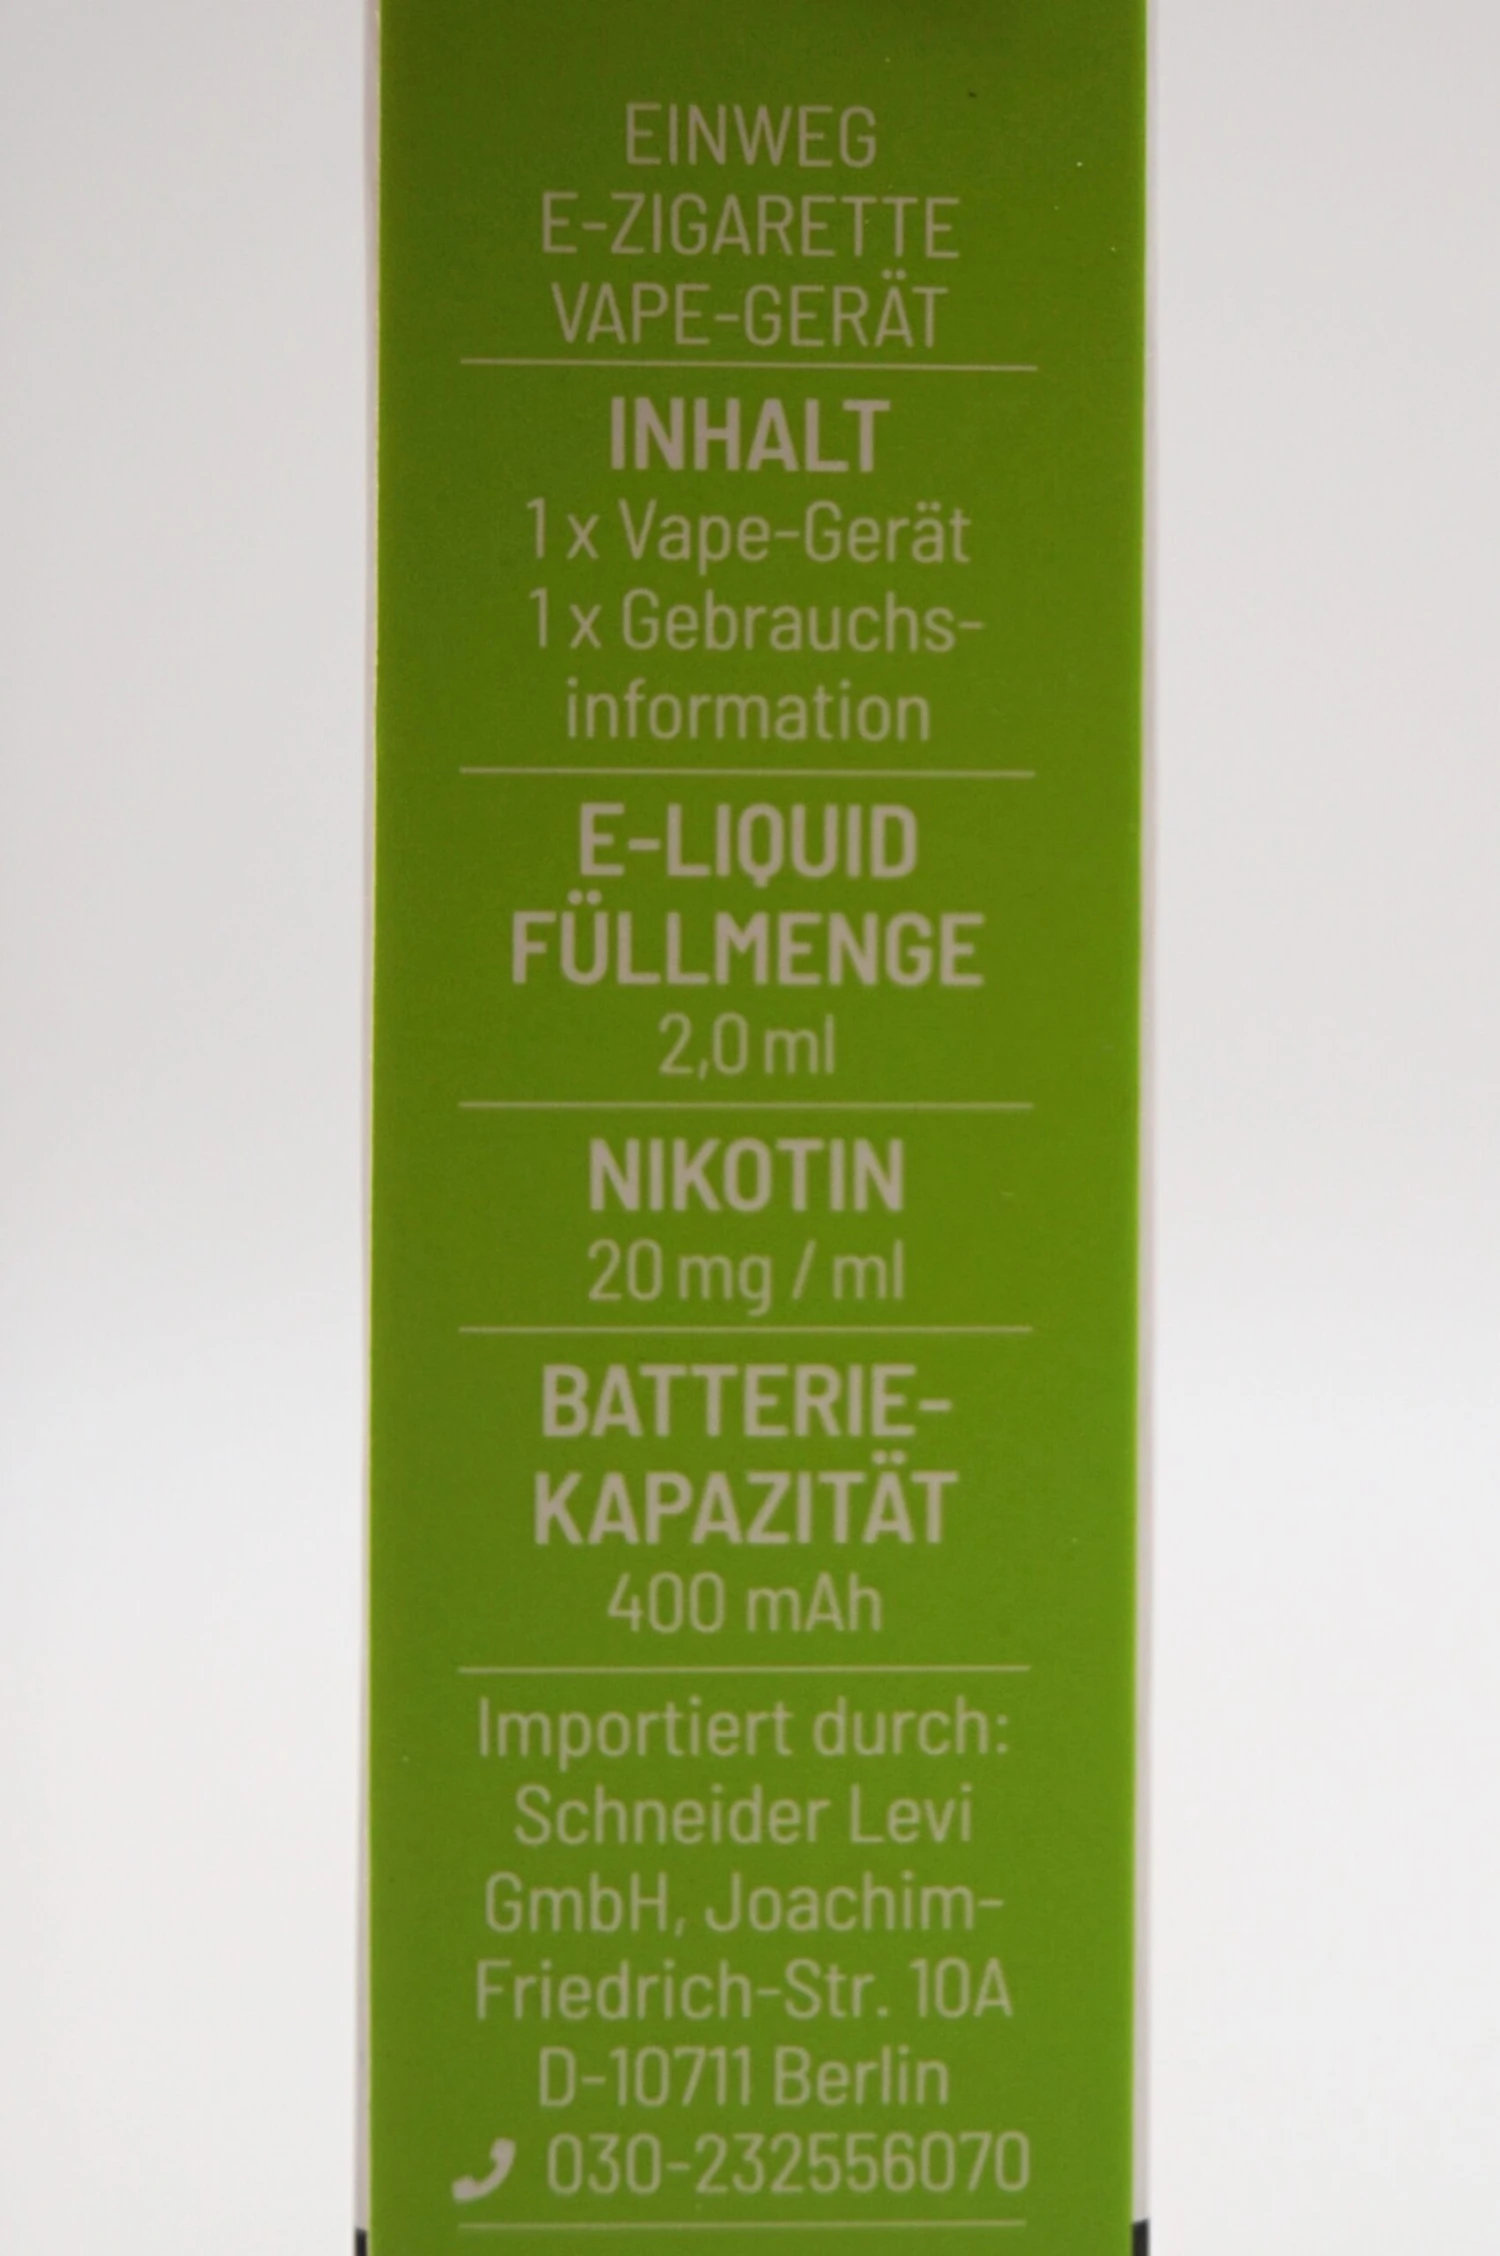 EINWEG
E-ZIGARETTE
VAPE-GERÄT
INHALT
1 x Vape-Gerät
1 x Gebrauchs-
information
E-LIQUID
FÜLLMENGE
2,0 ml
NIKOTIN
20 mg / ml
BATTERIE-
KAPAZITÄT
400 mAh
Importiert durch:
Schneider Levi
GmbH, Joachim-
Friedrich-Str. 10A
D-10711 Berlin
030-232556070